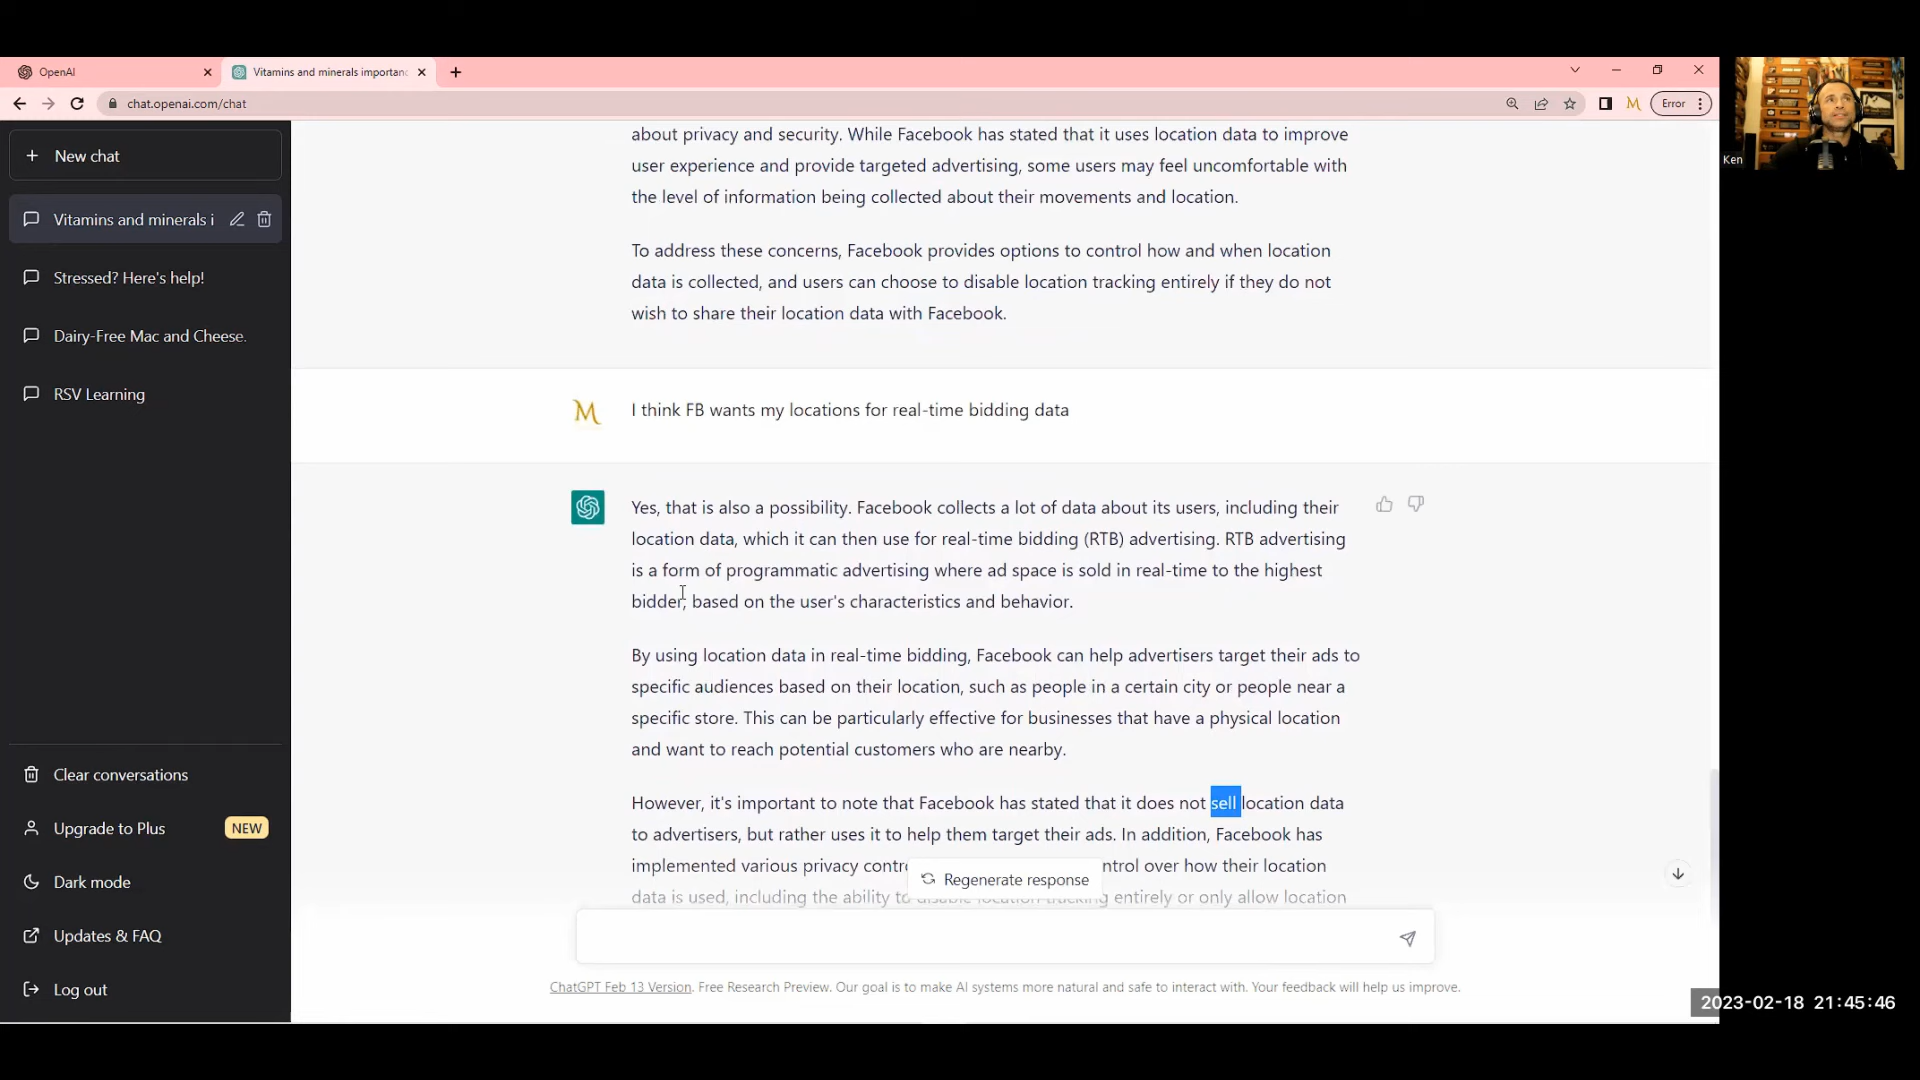 OpenAI
Vitamins and minerals importanc
chat.openai.com/chat
Error
Ken
New chat
Vitamins and minerals i
Stressed? Here's help!
Dairy-Free Mac and Cheese.
RSV Learning
about privacy and security. While Facebook has stated that it uses location data to improve
user experience and provide targeted advertising, some users may feel uncomfortable with
the level of information being collected about their movements and location.
To address these concerns, Facebook provides options to control how and when location
data is collected, and users can choose to disable location tracking entirely if they do not
wish to share their location data with Facebook.
M
I think FB wants my locations for real-time bidding data
Yes, that is also a possibility. Facebook collects a lot of data about its users, including their
location data, which it can then use for real-time bidding (RTB) advertising. RTB advertising
is a form of programmatic advertising where ad space is sold in real-time to the highest
bidder, based on the user's characteristics and behavior.
By using location data in real-time bidding, Facebook can help advertisers target their ads to
specific audiences based on their location, such as people in a certain city or people near a
specific store. This can be particularly effective for businesses that have a physical location
and want to reach potential customers who are nearby.
However, it's important to note that Facebook has stated that it does not sell location data
to advertisers, but rather uses it to help them target their ads. In addition, Facebook has
implemented various privacy contro ntrol over how their location
data is used, including the ability to disable location tracking entirely or only allow location
Regenerate response
Clear conversations
Upgrade to Plus NEW
Dark mode
Updates & FAQ
Log out
ChatGPT Feb 13 Version. Free Research Preview. Our goal is to make AI systems more natural and safe to interact with. Your feedback will help us improve.
2023-02-18 21:45:46